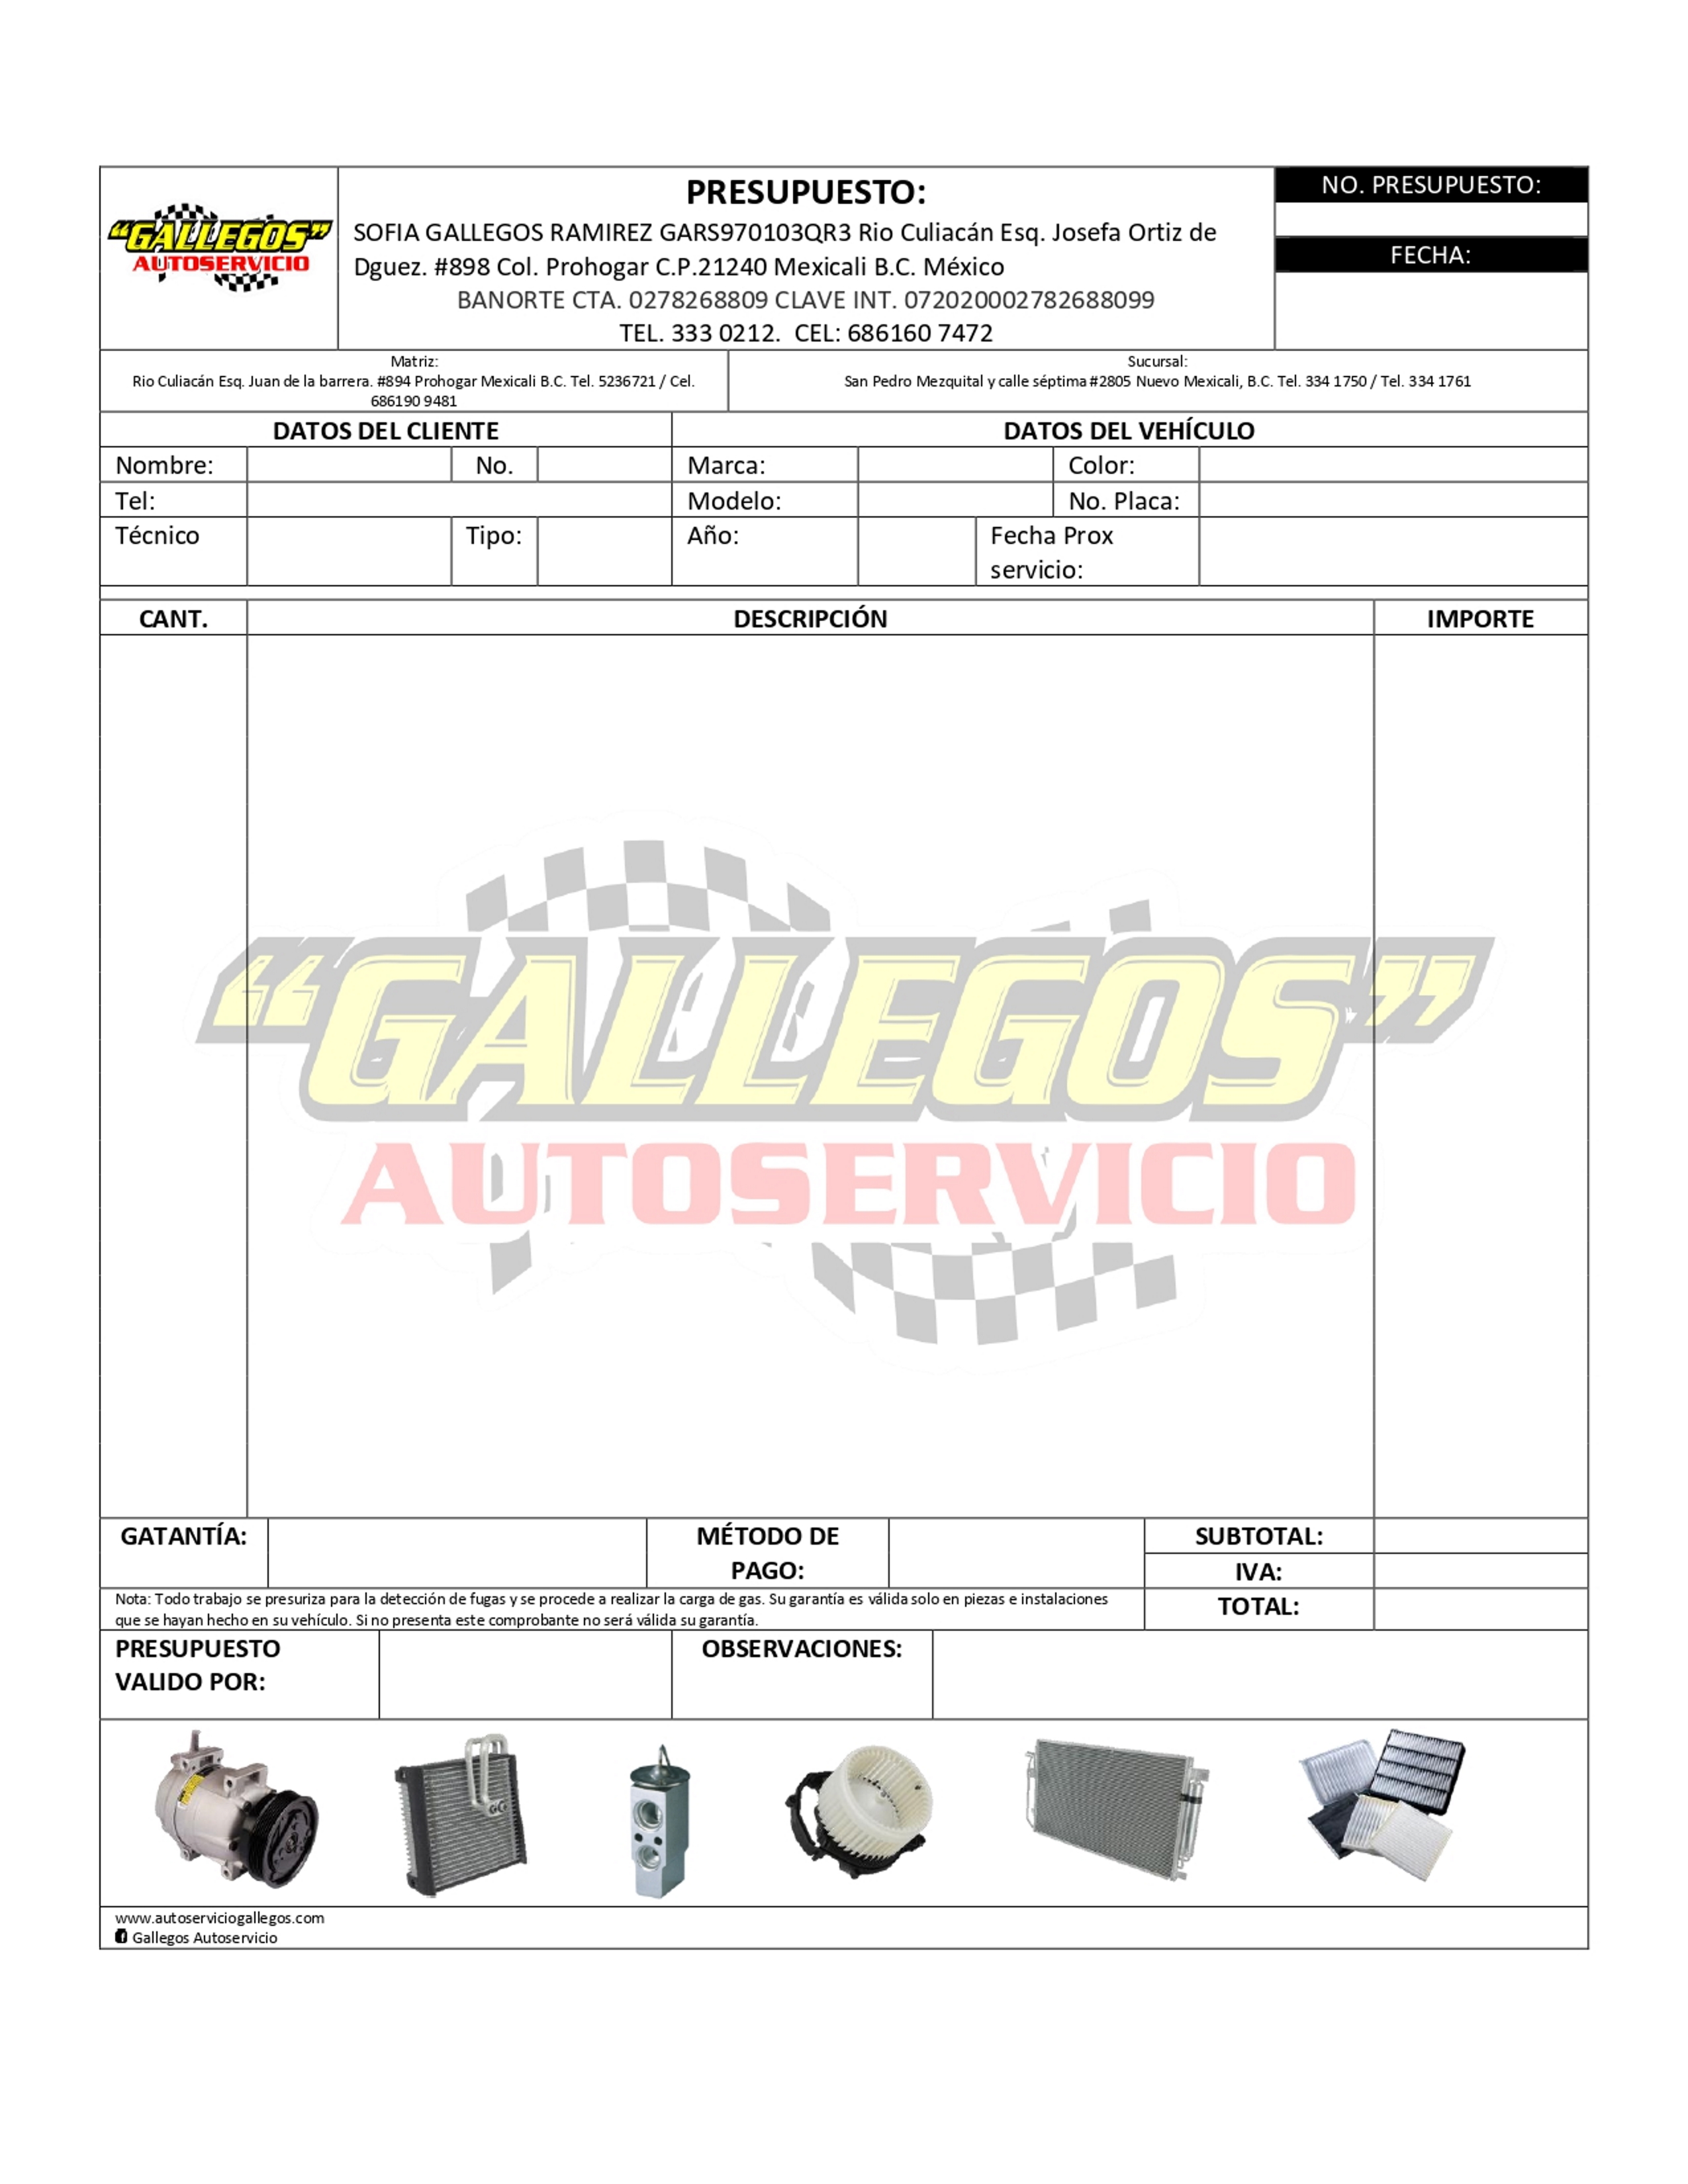 “GALLEGOS”
AUTOSERVICIO
PRESUPUESTO:
SOFIA GALLEGOS RAMIREZ GARS970103QR3 Rio Culiacán Esq. Josefa Ortiz de
Dguez. #898 Col. Prohogar C.P.21240 Mexicali B.C. México
BANORTE CTA. 0278268809 CLAVE INT. 072020002782688099
TEL. 333 0212. CEL: 686160 7472
NO. PRESUPUESTO:
FECHA:
Matriz:
Rio Culiacán Esq. Juan de la barrera. #894 Prohogar Mexicali B.C. Tel. 5236721 / Cel.
686190 9481
Sucursal:
San Pedro Mezquital y calle séptima #2805 Nuevo Mexicali, B.C. Tel. 334 1750 / Tel. 334 1761
DATOS DEL CLIENTE DATOS DEL VEHÍCULO
Nombre: No. Marca: Color:
Tel: Modelo: No. Placa:
Técnico Tipo: Año: Fecha Prox
servicio:
CANT. DESCRIPCIÓN IMPORTE
“GALLEGOS”
AUTOSERVICIO
GATANTÍA: MÉTODO DE
PAGO:
SUBTOTAL:
IVA:
Nota: Todo trabajo se presuriza para la detección de fugas y se procede a realizar la carga de gas. Su garantía es válida solo en piezas e instalaciones
que se hayan hecho en su vehículo. Si no presenta este comprobante no será válida su garantía.
TOTAL:
PRESUPUESTO
VALIDO POR:
OBSERVACIONES:
www.autoserviciogallegos.com
Gallegos Autoservicio